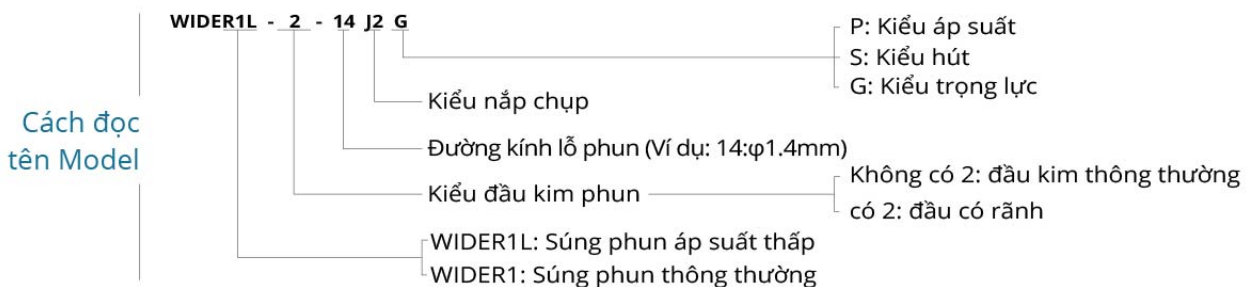 WIDER1L - 2 - 14 J2 G
P: Kiểu áp suất
S: Kiểu hút
G: Kiểu trọng lực
Kiểu nắp chụp
Cách đọc
tên Model
Đường kính lỗ phun (Ví dụ: 14:φ1.4mm)
Kiểu đầu kim phun
Không có 2: đầu kim thông thường
có 2: đầu có rãnh
WIDER1L: Súng phun áp suất thấp
WIDER1: Súng phun thông thường